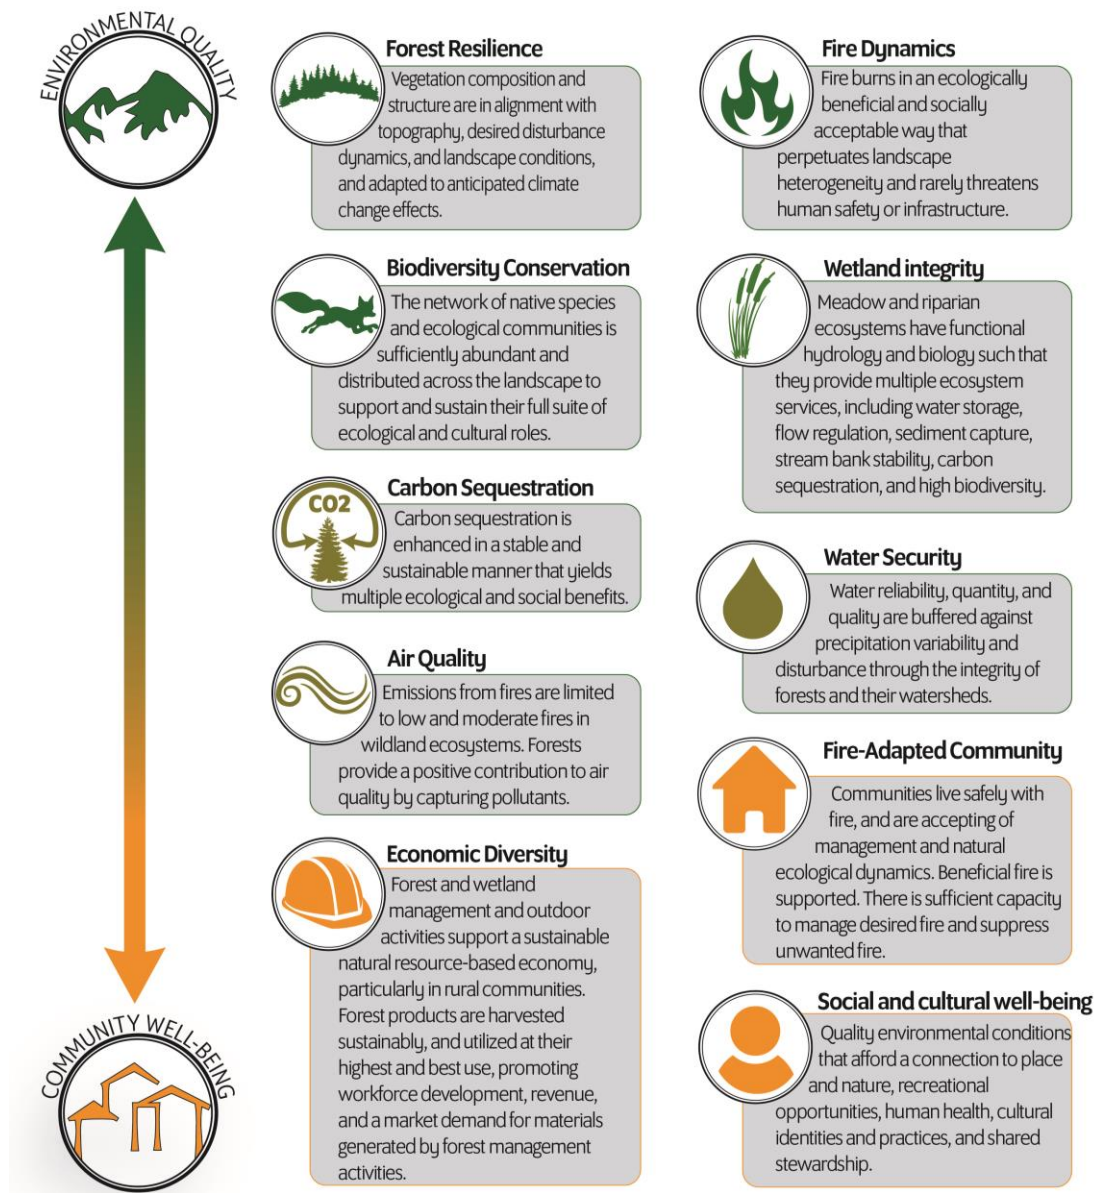 ENVIRONMENTAL QUALITY
Forest Resilience
Vegetation composition and
structure are in alignment with
topography, desired disturbance
dynamics, and landscape conditions,
and adapted to anticipated climate
change effects.
Biodiversity Conservation
The network of native species
and ecological communities is
sufficiently abundant and
distributed across the landscape to
support and sustain their full suite of
ecological and cultural roles.
Carbon Sequestration
CO2
Carbon sequestration is
enhanced in a stable and
sustainable manner that yields
multiple ecological and social benefits.
Air Quality
Emissions from fires are limited
to low and moderate fires in
wildland ecosystems. Forests
provide a positive contribution to air
quality by capturing pollutants.
Economic Diversity
Forest and wetland
management and outdoor
activities support a sustainable
natural resource-based economy,
particularly in rural communities.
Forest products are harvested
sustainably, and utilized at their
highest and best use, promoting
workforce development, revenue,
and a market demand for materials
generated by forest management
activities.
Fire Dynamics
Fire burns in an ecologically
beneficial and socially
acceptable way that
perpetuates landscape
heterogeneity and rarely threatens
human safety or infrastructure.
Wetland integrity
Meadow and riparian
ecosystems have functional
hydrology and biology such that
they provide multiple ecosystem
services, including water storage,
flow regulation, sediment capture,
stream bank stability, carbon
sequestration, and high biodiversity.
Water Security
Water reliability, quantity, and
quality are buffered against
precipitation variability and
disturbance through the integrity of
forests and their watersheds.
Fire-Adapted Community
Communities live safely with
fire, and are accepting of
management and natural
ecological dynamics. Beneficial fire is
supported. There is sufficient capacity
to manage desired fire and suppress
unwanted fire.
Social and cultural well-being
Quality environmental conditions
that afford a connection to place
and nature, recreational
opportunities, human health, cultural
identities and practices, and shared
stewardship.
COMMUNITY WELL-BEING